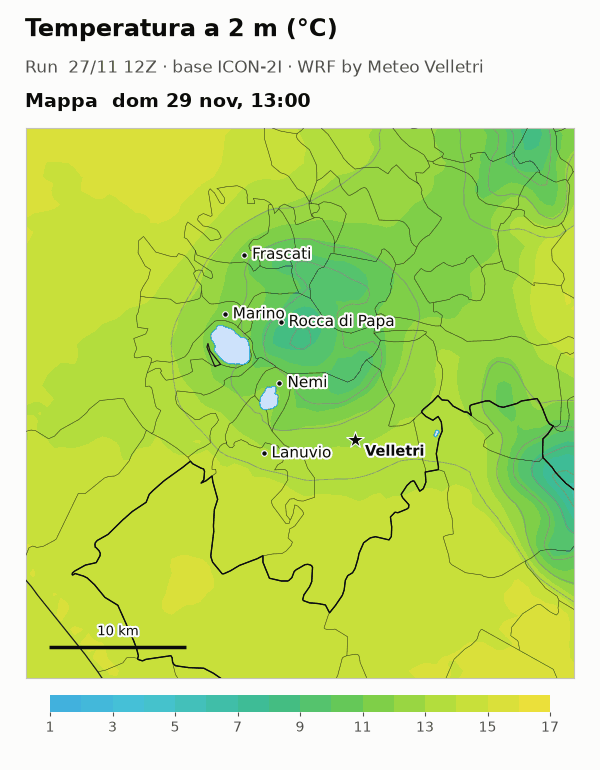 Temperatura a 2 m (°C)
Run  27/11 12Z · base ICON-2I · WRF by Meteo Velletri
Mappa  dom 29 nov, 13:00
Frascati
Marino
Rocca di Papa
Nemi
Velletri
Lanuvio
10 km
1 3 5 7 9 11 13 15 17